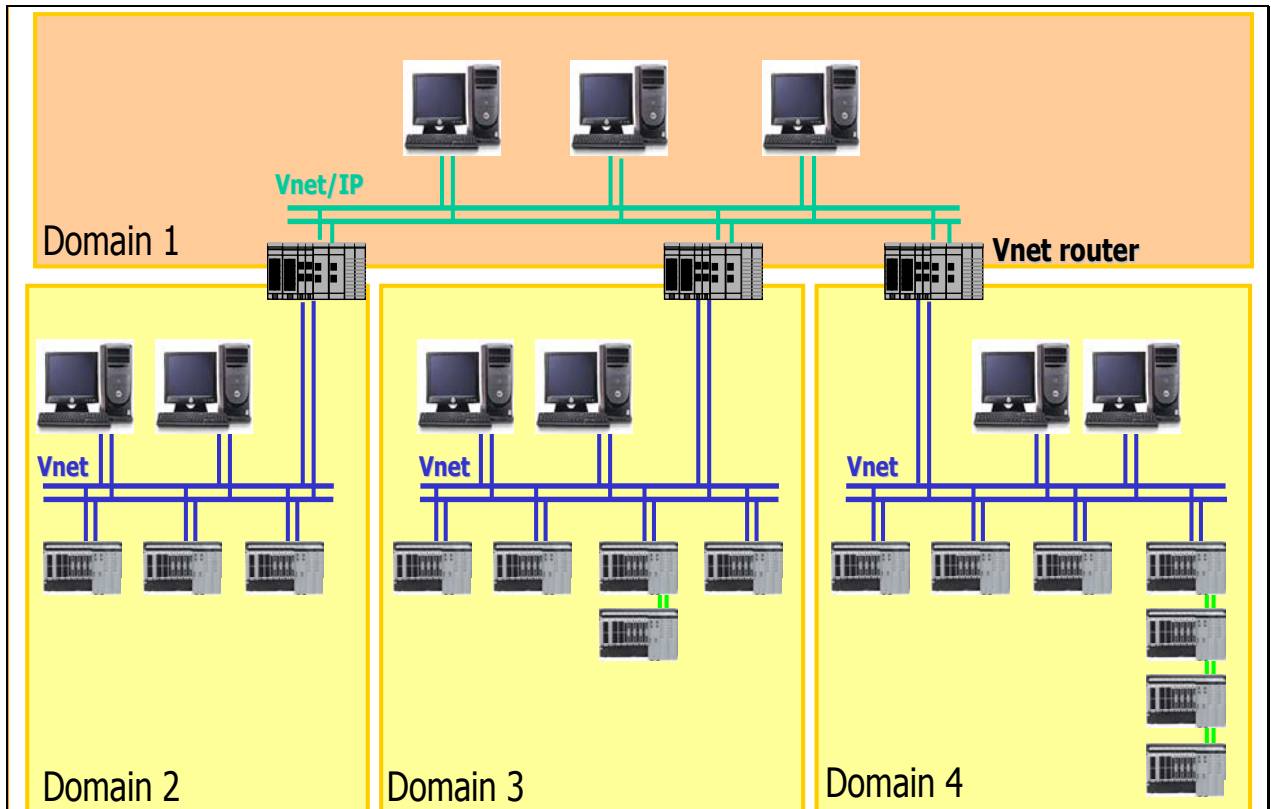 Vnet/IP
Domain 1
Vnet router
Vnet
Vnet
Vnet
Domain 2
Domain 3
Domain 4